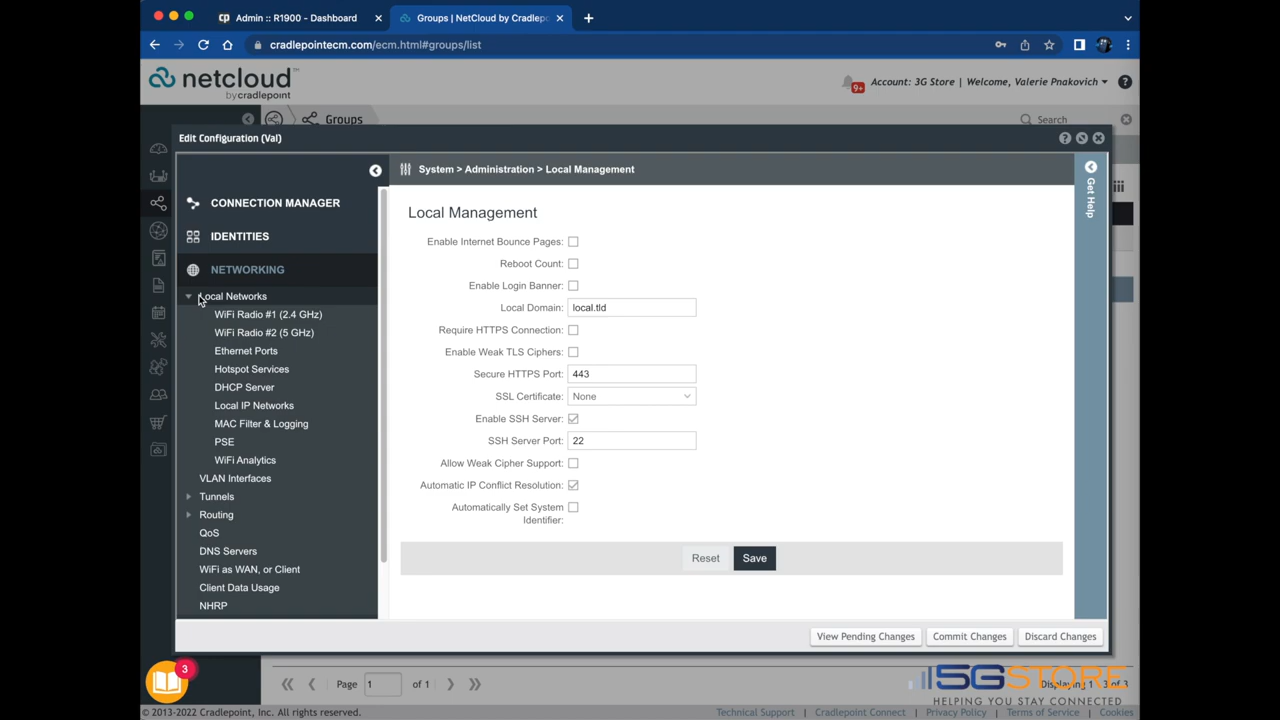 Admin :: R1900 - Dashboard
Groups | NetCloud by Cradlepo
cradlepointecm.com/ecm.html#groups/list
netcloud™
by cradlepoint
9+
Account: 3G Store | Welcome, Valerie Pnakovich
?
Groups
Search
Edit Configuration (Val)
?
System > Administration > Local Management
Get Help
CONNECTION MANAGER
IDENTITIES
NETWORKING
Local Networks
WiFi Radio #1 (2.4 GHz)
WiFi Radio #2 (5 GHz)
Ethernet Ports
Hotspot Services
DHCP Server
Local IP Networks
MAC Filter & Logging
PSE
WiFi Analytics
VLAN Interfaces
Tunnels
Routing
QoS
DNS Servers
WiFi as WAN, or Client
Client Data Usage
NHRP
Local Management
Enable Internet Bounce Pages:
Reboot Count:
Enable Login Banner:
Local Domain: local.tld
Require HTTPS Connection:
Enable Weak TLS Ciphers:
Secure HTTPS Port: 443
SSL Certificate: None
Enable SSH Server:
SSH Server Port: 22
Allow Weak Cipher Support:
Automatic IP Conflict Resolution:
Automatically Set System
Identifier:
Reset Save
View Pending Changes Commit Changes Discard Changes
3
Page 1 of 1
5GSTORE
HELPING YOU STAY CONNECTED
© 2013-2022 Cradlepoint, Inc. All rights reserved.
Technical Support | Cradlepoint Connect | Privacy Policy | Terms of Service | Cookies